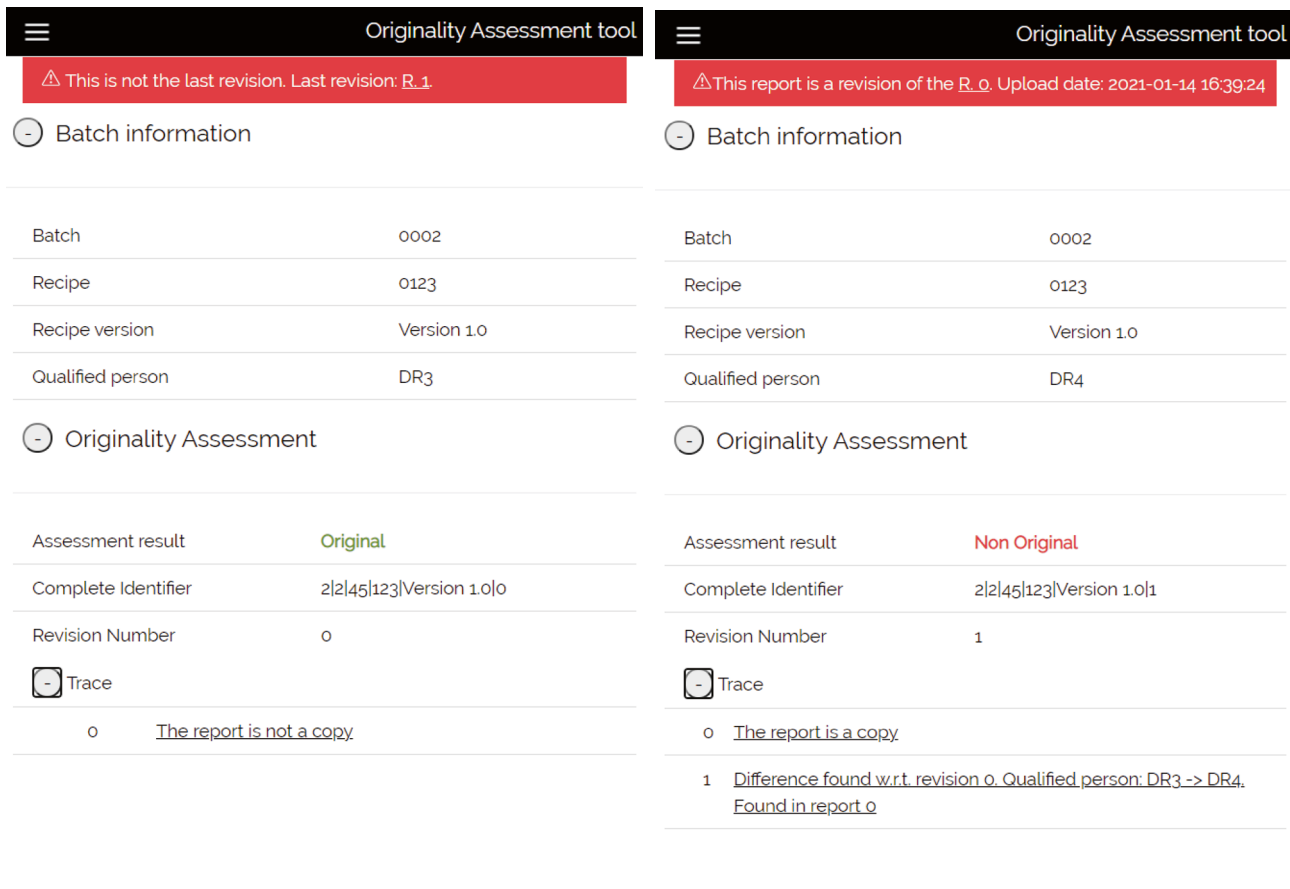 Originality Assessment tool
⚠ This is not the last revision. Last revision: R. 1.
- Batch information
Batch 0002
Recipe 0123
Recipe version Version 1.0
Qualified person DR3
- Originality Assessment
Assessment result Original
Complete Identifier 2|2|45|123|Version 1.0|0
Revision Number 0
- Trace
0 The report is not a copy
Originality Assessment tool
⚠This report is a revision of the R. 0. Upload date: 2021-01-14 16:39:24
- Batch information
Batch 0002
Recipe 0123
Recipe version Version 1.0
Qualified person DR4
- Originality Assessment
Assessment result Non Original
Complete Identifier 2|2|45|123|Version 1.0|1
Revision Number 1
- Trace
0 The report is a copy
1 Difference found w.r.t. revision 0. Qualified person: DR3 -> DR4.
Found in report 0